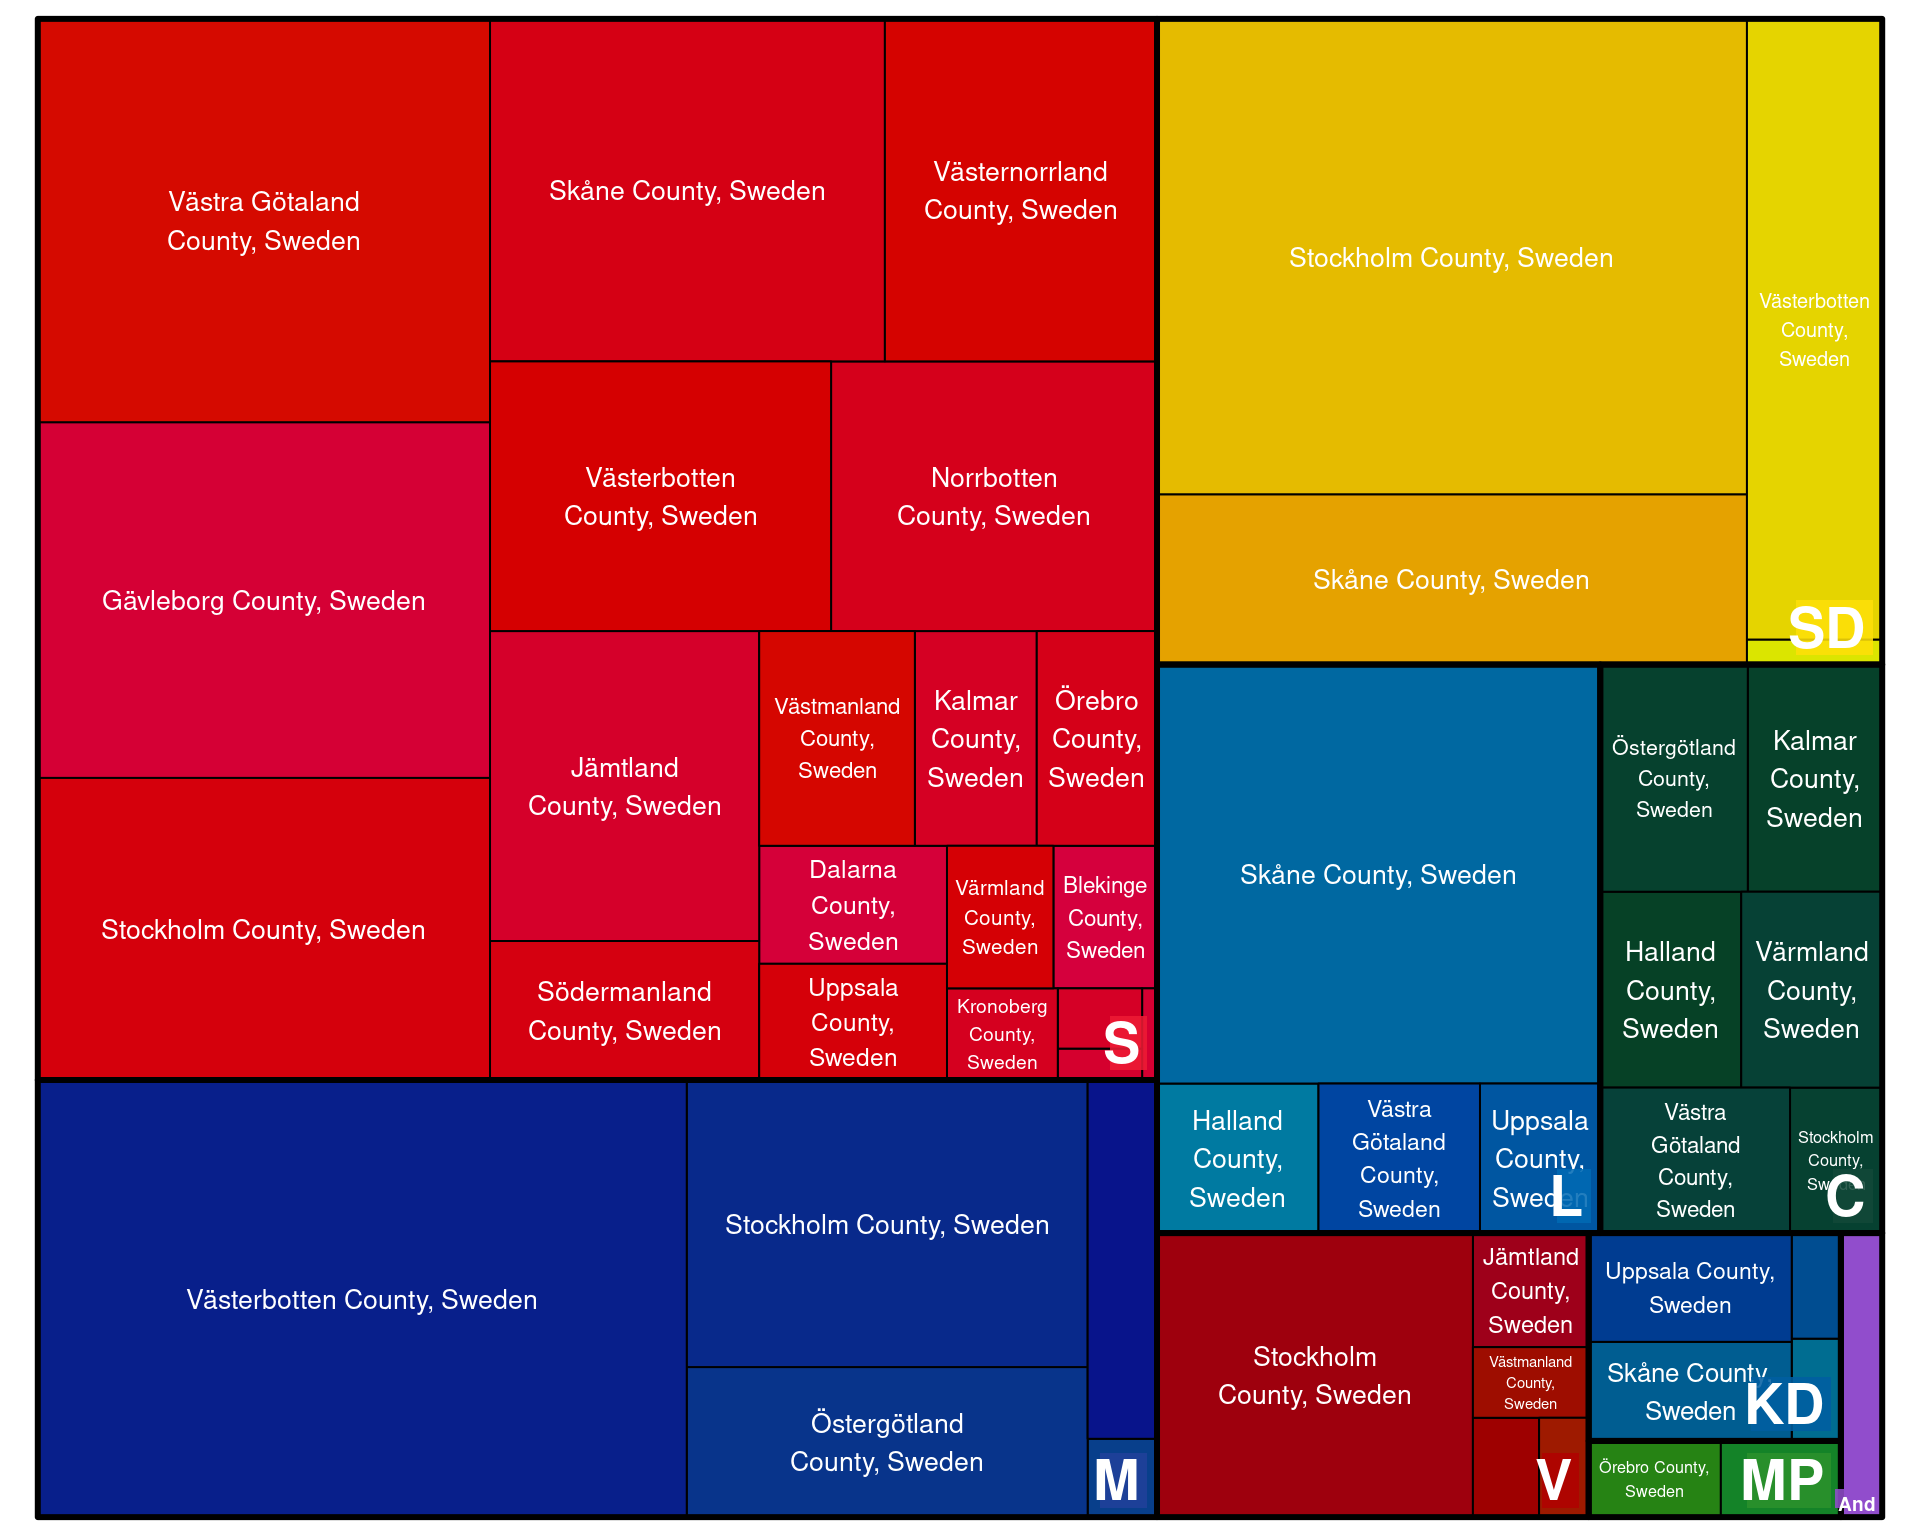 Västra Götaland
County, Sweden
Skåne County, Sweden
Västernorrland
County, Sweden
Gävleborg County, Sweden
Västerbotten
County, Sweden
Norrbotten
County, Sweden
Stockholm County, Sweden
Jämtland
County, Sweden
Västmanland
County,
Sweden
Kalmar
County,
Sweden
Örebro
County,
Sweden
Dalarna
County,
Sweden
Värmland
County,
Sweden
Blekinge
County,
Sweden
Södermanland
County, Sweden
Uppsala
County,
Sweden
Kronoberg
County,
Sweden
S
Västerbotten County, Sweden
Stockholm County, Sweden
Östergötland
County, Sweden
M
Stockholm County, Sweden
Västerbotten
County,
Sweden
Skåne County, Sweden
SD
Skåne County, Sweden
Halland
County,
Sweden
Västra
Götaland
County,
Sweden
Uppsala
County,
Sweden
L
Östergötland
County,
Sweden
Kalmar
County,
Sweden
Halland
County,
Sweden
Värmland
County,
Sweden
Västra
Götaland
County,
Sweden
Stockholm
County,
Sweden
C
Stockholm
County, Sweden
Jämtland
County,
Sweden
Västmanland
County,
Sweden
V
Uppsala County,
Sweden
Skåne County,
Sweden
KD
Örebro County,
Sweden
MP
And